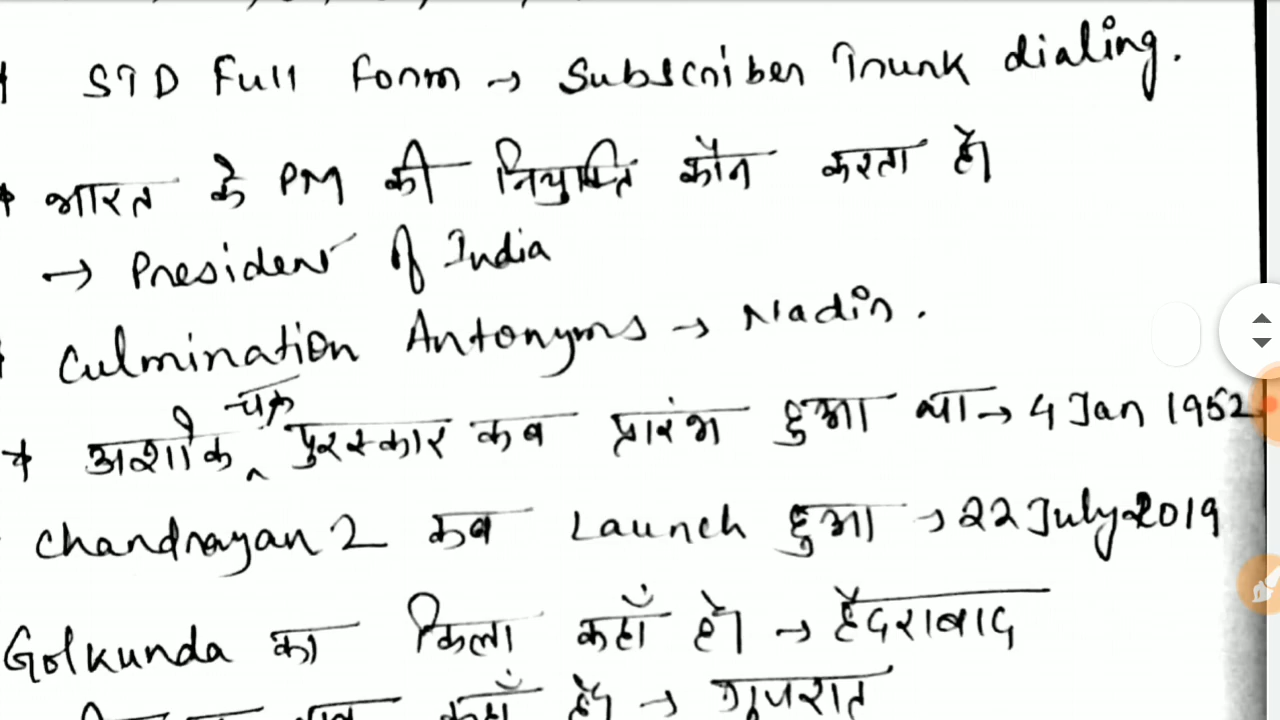 STD Full Form → Subscriber Trunk dialing.
* भारत के PM की नियुक्ति कौन करता है।
→ President of India
Culmination Antonyms → Nadir.
* अशोक चक्र पुरस्कार कब प्रारंभ हुआ था → 4 Jan 1952
Chandrayan 2 कब Launch हुआ → 22 July 2019
Golkunda का किला कहाँ है। → हैदराबाद
कहाँ है → गुजरात